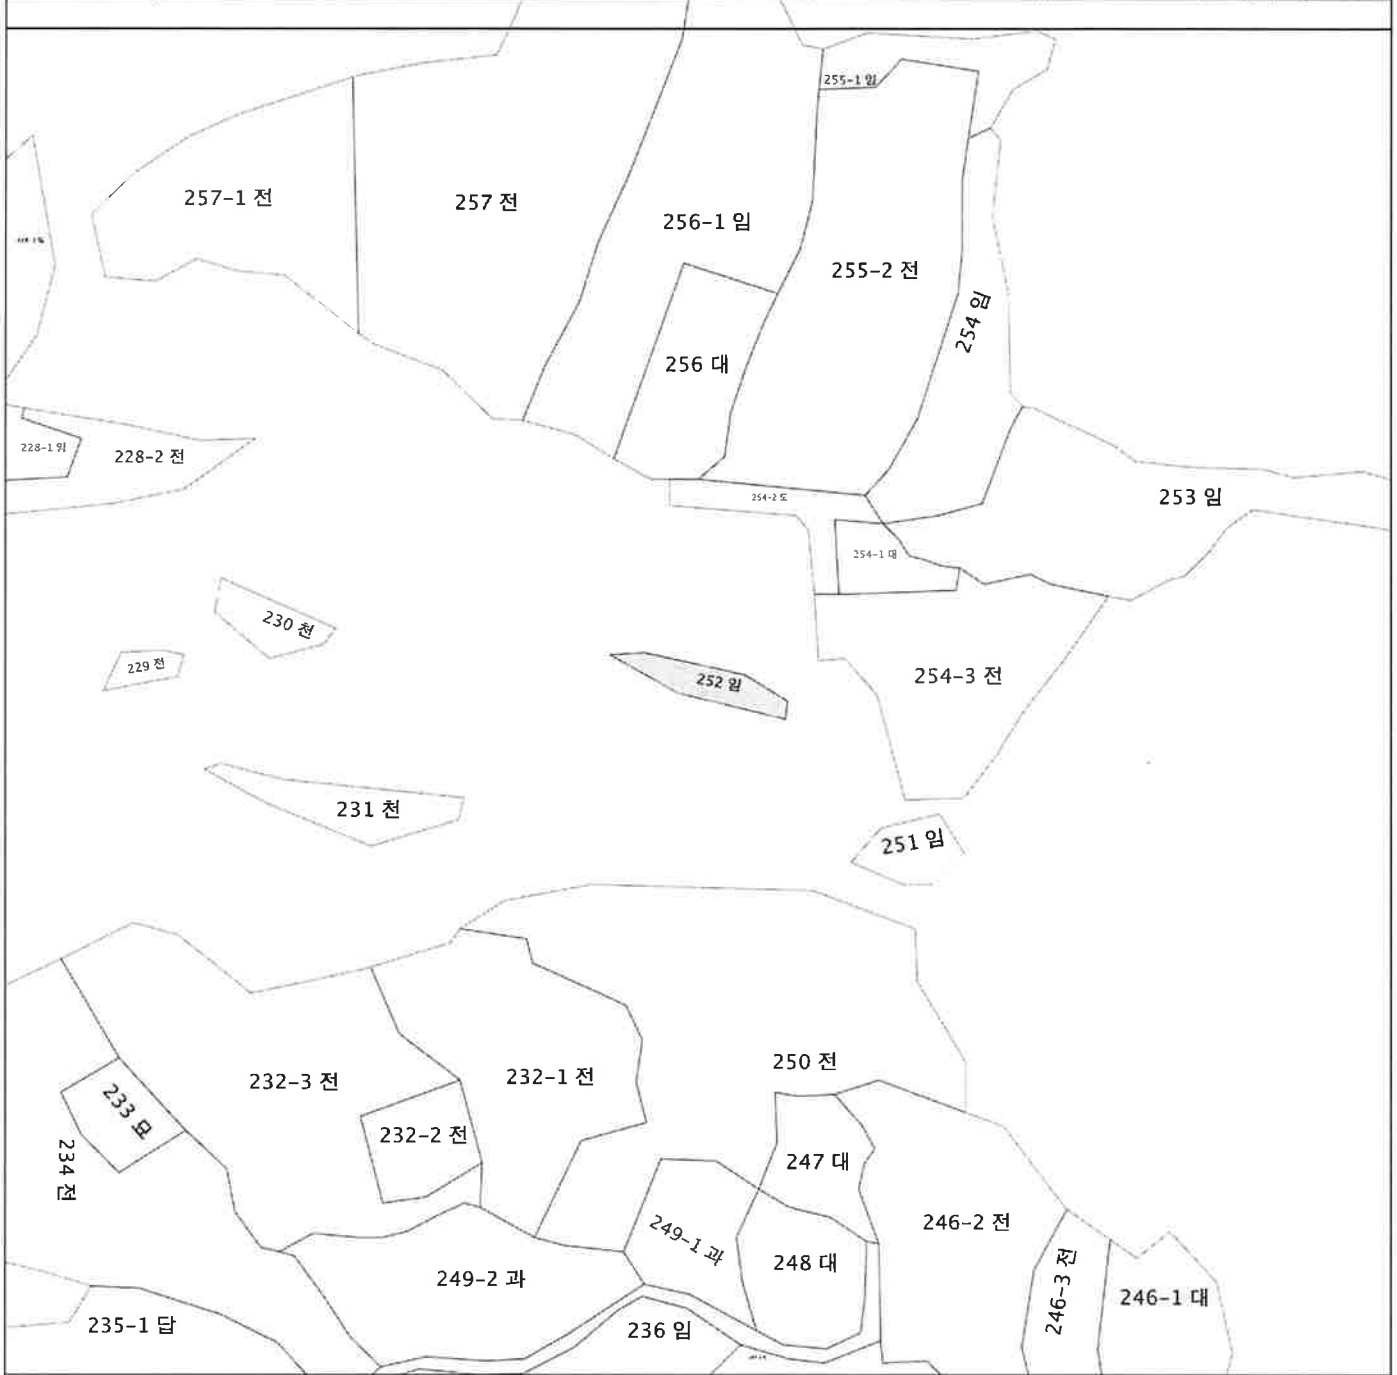 255-1 임
257-1 전
257 전
256-1 임
255-2 전
254 임
256 대
228-1 임
228-2 전
254-2 도
253 임
254-1 대
230 천
229 전
252 임
254-3 전
231 천
251 임
250 전
232-3 전
232-1 전
233 묘
232-2 전
234 전
247 대
246-2 전
249-1 과
248 대
249-2 과
246-3 전
246-1 대
235-1 답
236 임